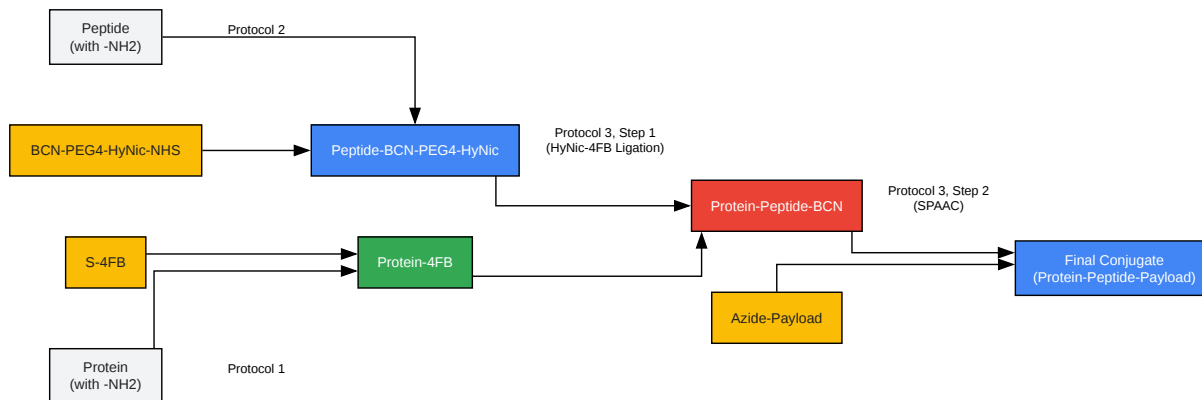 Peptide
(with -NH2)
Protocol 2
BCN-PEG4-HyNic-NHS
Peptide-BCN-PEG4-HyNic
Protocol 3, Step 1
(HyNic-4FB Ligation)
Protein-Peptide-BCN
Protocol 3, Step 2
(SPAAC)
S-4FB
Protein-4FB
Final Conjugate
(Protein-Peptide-Payload)
Azide-Payload
Protein
(with -NH2)
Protocol 1